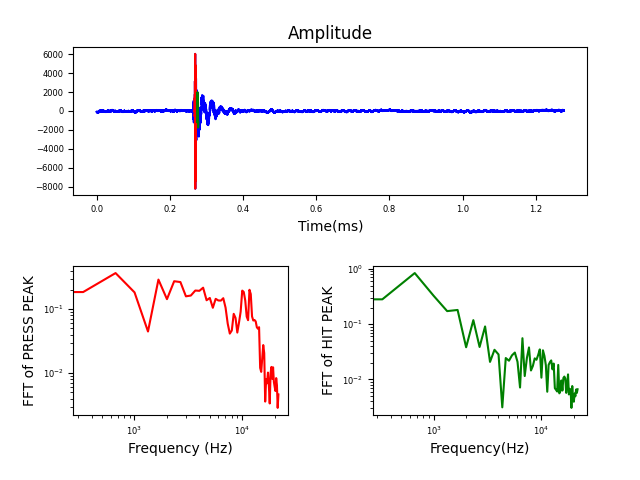 Amplitude
6000
4000
2000
0
−2000
−4000
−6000
−8000
0.0 0.2 0.4 0.6 0.8 1.0 1.2
Time(ms)
FFT of PRESS PEAK
10⁻¹
10⁻²
10³ 10⁴
Frequency (Hz)
FFT of HIT PEAK
10⁰
10⁻¹
10⁻²
10³ 10⁴
Frequency(Hz)